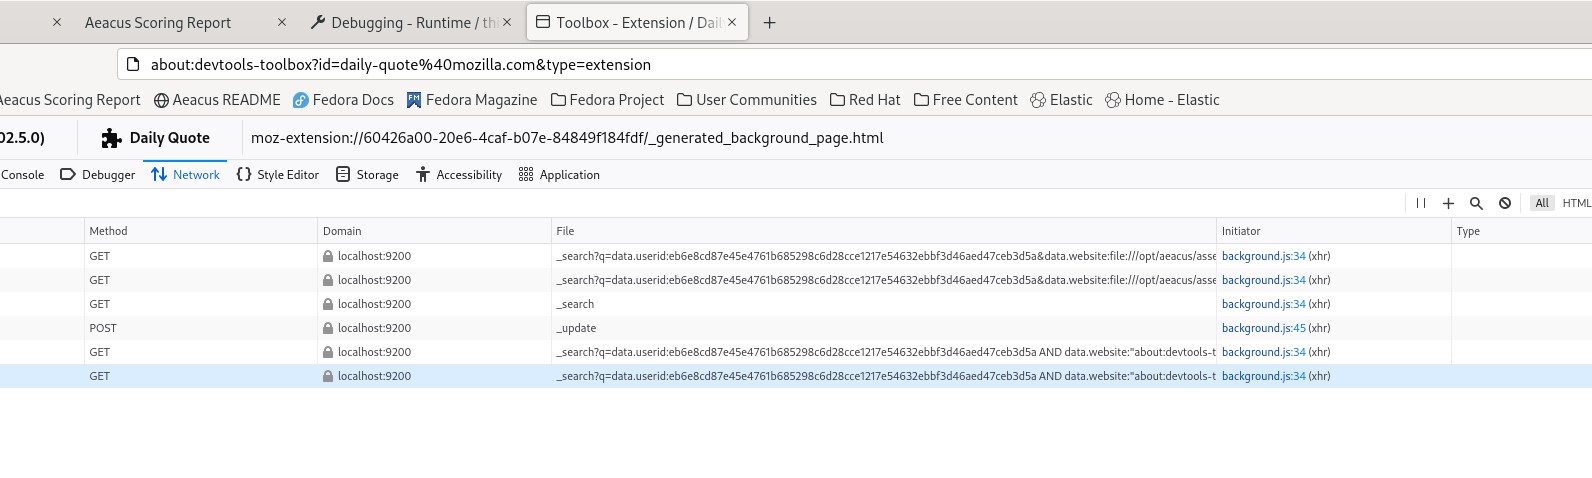 Aeacus Scoring Report Debugging - Runtime / thi Toolbox - Extension / Dail
about:devtools-toolbox?id=daily-quote%40mozilla.com&type=extension
Aeacus Scoring Report Aeacus README Fedora Docs Fedora Magazine Fedora Project User Communities Red Hat Free Content Elastic Home - Elastic
02.5.0) Daily Quote moz-extension://60426a00-20e6-4caf-b07e-84849f184fdf/_generated_background_page.html
Console Debugger Network Style Editor Storage Accessibility Application
All HTML
Method Domain File Initiator Type
GET localhost:9200 _search?q=data.userid:eb6e8cd87e45e4761b685298c6d28cce1217e54632ebbf3d46aed47ceb3d5a&data.website:file:///opt/aeacus/asse background.js:34 (xhr)
GET localhost:9200 _search?q=data.userid:eb6e8cd87e45e4761b685298c6d28cce1217e54632ebbf3d46aed47ceb3d5a&data.website:file:///opt/aeacus/asse background.js:34 (xhr)
GET localhost:9200 _search background.js:34 (xhr)
POST localhost:9200 _update background.js:45 (xhr)
GET localhost:9200 _search?q=data.userid:eb6e8cd87e45e4761b685298c6d28cce1217e54632ebbf3d46aed47ceb3d5a AND data.website:"about:devtools-t background.js:34 (xhr)
GET localhost:9200 _search?q=data.userid:eb6e8cd87e45e4761b685298c6d28cce1217e54632ebbf3d46aed47ceb3d5a AND data.website:"about:devtools-t background.js:34 (xhr)